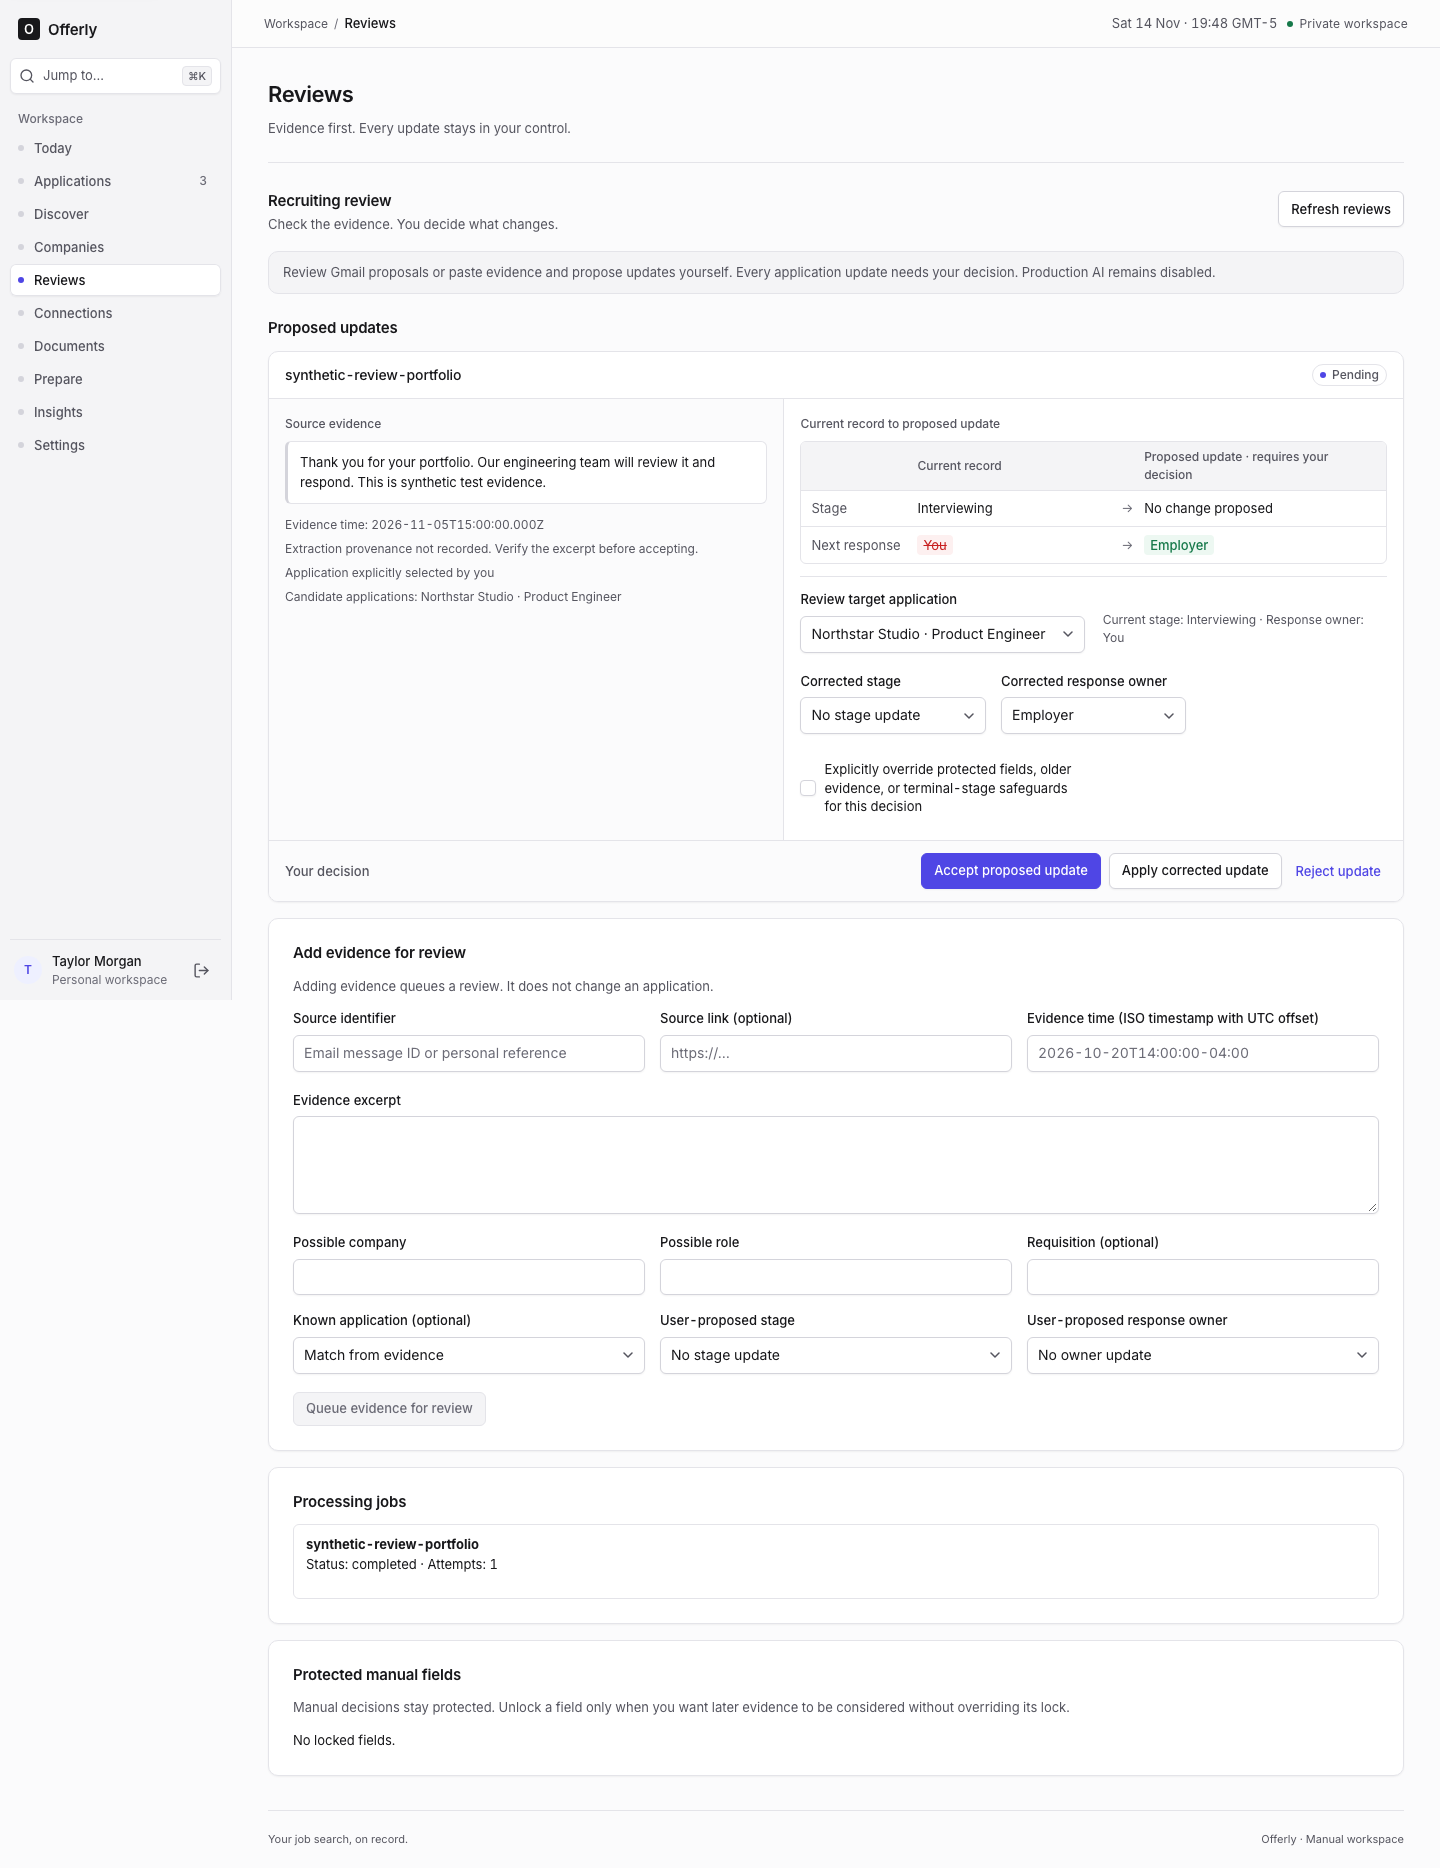 O Offerly
Jump to... ⌘K
Workspace
Today
Applications 3
Discover
Companies
Reviews
Connections
Documents
Prepare
Insights
Settings
T
Taylor Morgan
Personal workspace
Workspace / Reviews
Sat 14 Nov · 19:48 GMT-5 Private workspace
Reviews
Evidence first. Every update stays in your control.
Recruiting review
Check the evidence. You decide what changes.
Refresh reviews
Review Gmail proposals or paste evidence and propose updates yourself. Every application update needs your decision. Production AI remains disabled.
Proposed updates
synthetic-review-portfolio
Pending
Source evidence
Thank you for your portfolio. Our engineering team will review it and
respond. This is synthetic test evidence.
Evidence time: 2026-11-05T15:00:00.000Z
Extraction provenance not recorded. Verify the excerpt before accepting.
Application explicitly selected by you
Candidate applications: Northstar Studio · Product Engineer
Current record to proposed update
Current record
Proposed update · requires your
decision
Stage Interviewing → No change proposed
Next response You → Employer
Review target application
Northstar Studio · Product Engineer
Current stage: Interviewing · Response owner:
You
Corrected stage Corrected response owner
No stage update Employer
Explicitly override protected fields, older
evidence, or terminal-stage safeguards
for this decision
Your decision
Accept proposed update Apply corrected update Reject update
Add evidence for review
Adding evidence queues a review. It does not change an application.
Source identifier Source link (optional) Evidence time (ISO timestamp with UTC offset)
Email message ID or personal reference https://... 2026-10-20T14:00:00-04:00
Evidence excerpt
Possible company Possible role Requisition (optional)
Known application (optional) User-proposed stage User-proposed response owner
Match from evidence No stage update No owner update
Queue evidence for review
Processing jobs
synthetic-review-portfolio
Status: completed · Attempts: 1
Protected manual fields
Manual decisions stay protected. Unlock a field only when you want later evidence to be considered without overriding its lock.
No locked fields.
Your job search, on record. Offerly · Manual workspace